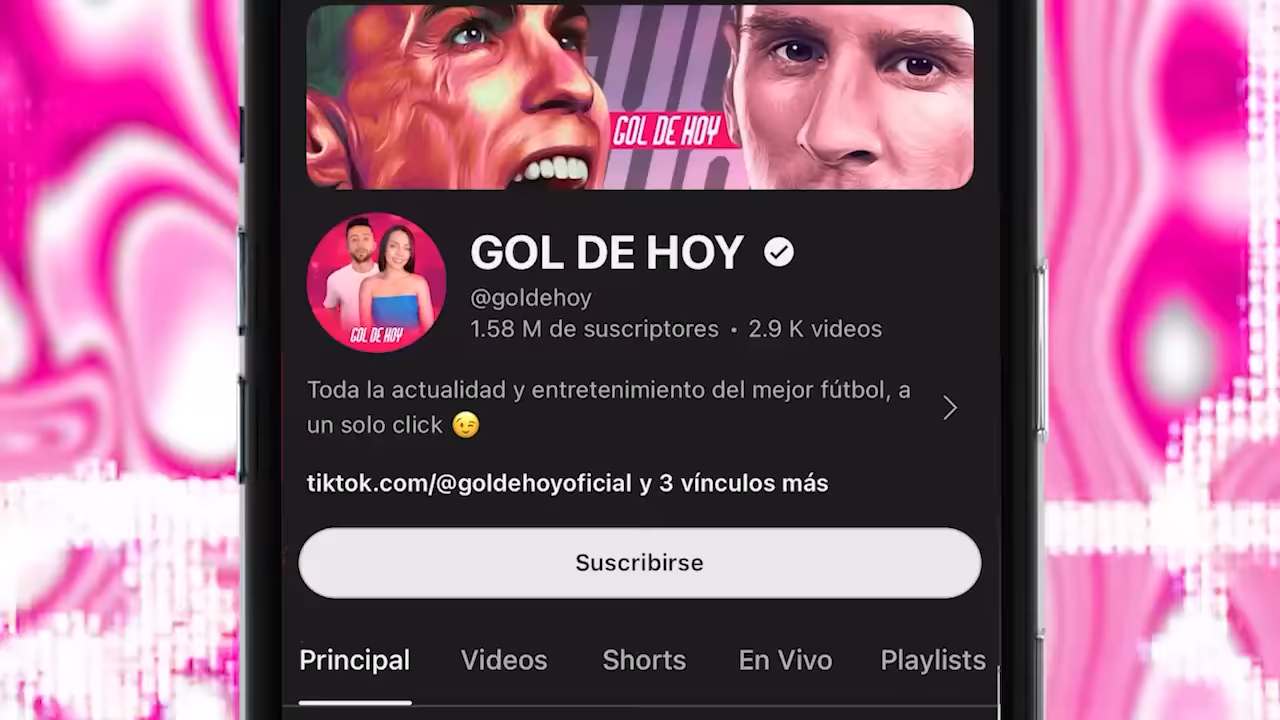 GOL DE HOY
GOL DE HOY
@goldehoy
1.58 M de suscriptores • 2.9 K videos
GOL DE HOY
Toda la actualidad y entretenimiento del mejor fútbol, a
un solo click 😉
tiktok.com/@goldehoyoficial y 3 vínculos más
Suscribirse
Principal Videos Shorts En Vivo Playlists